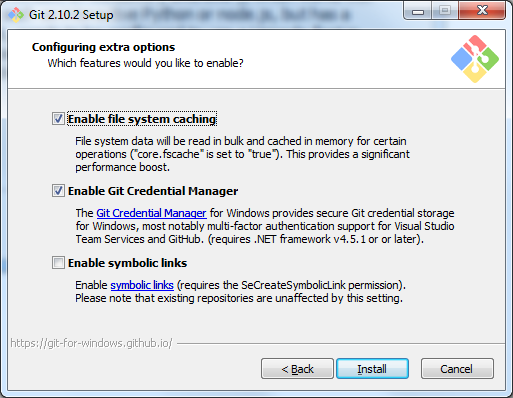 Git 2.10.2 Setup
Configuring extra options
Which features would you like to enable?
Enable file system caching
File system data will be read in bulk and cached in memory for certain
operations ("core.fscache" is set to "true"). This provides a significant
performance boost.
Enable Git Credential Manager
The Git Credential Manager for Windows provides secure Git credential storage
for Windows, most notably multi-factor authentication support for Visual Studio
Team Services and GitHub. (requires .NET framework v4.5.1 or or later).
Enable symbolic links
Enable symbolic links (requires the SeCreateSymbolicLink permission).
Please note that existing repositories are unaffected by this setting.
https://git-for-windows.github.io/
< Back
Install
Cancel